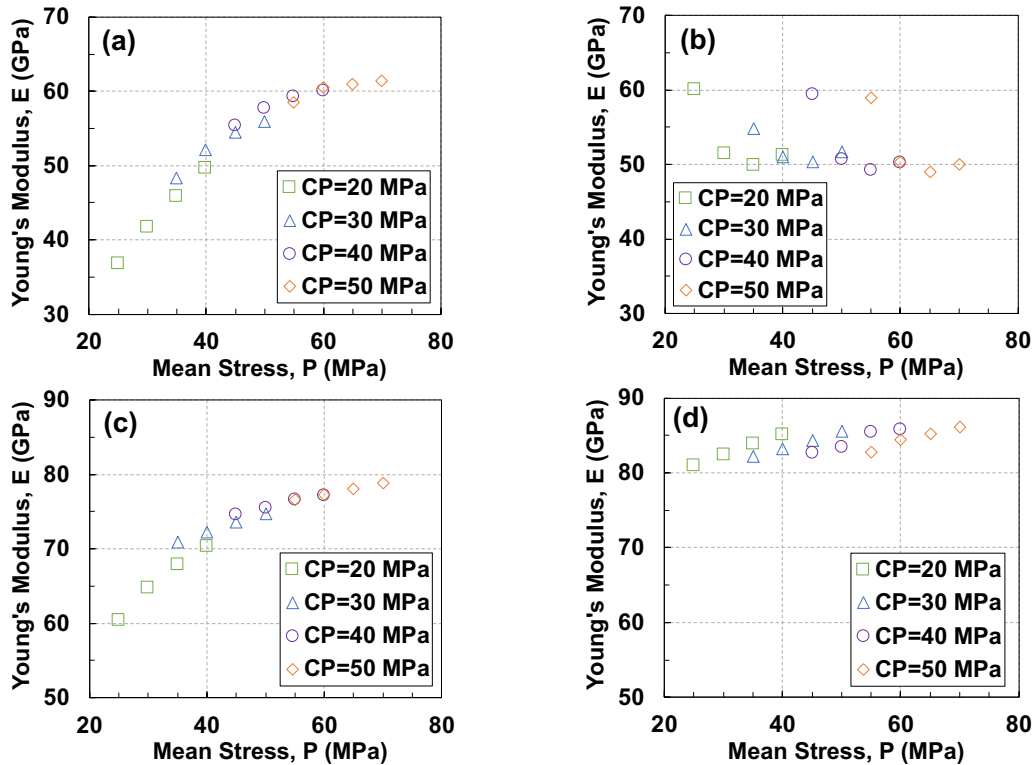 (a)
Young's Modulus, E (GPa)
70
60
50
40
30
20
40
60
80
Mean Stress, P (MPa)
CP=20 MPa
CP=30 MPa
CP=40 MPa
CP=50 MPa
(b)
Young's Modulus, E (GPa)
70
60
50
40
30
20
40
60
80
Mean Stress, P (MPa)
CP=20 MPa
CP=30 MPa
CP=40 MPa
CP=50 MPa
(c)
Young's Modulus, E (GPa)
90
80
70
60
50
20
40
60
80
Mean Stress, P (MPa)
CP=20 MPa
CP=30 MPa
CP=40 MPa
CP=50 MPa
(d)
Young's Modulus, E (GPa)
90
80
70
60
50
20
40
60
80
Mean Stress, P (MPa)
CP=20 MPa
CP=30 MPa
CP=40 MPa
CP=50 MPa